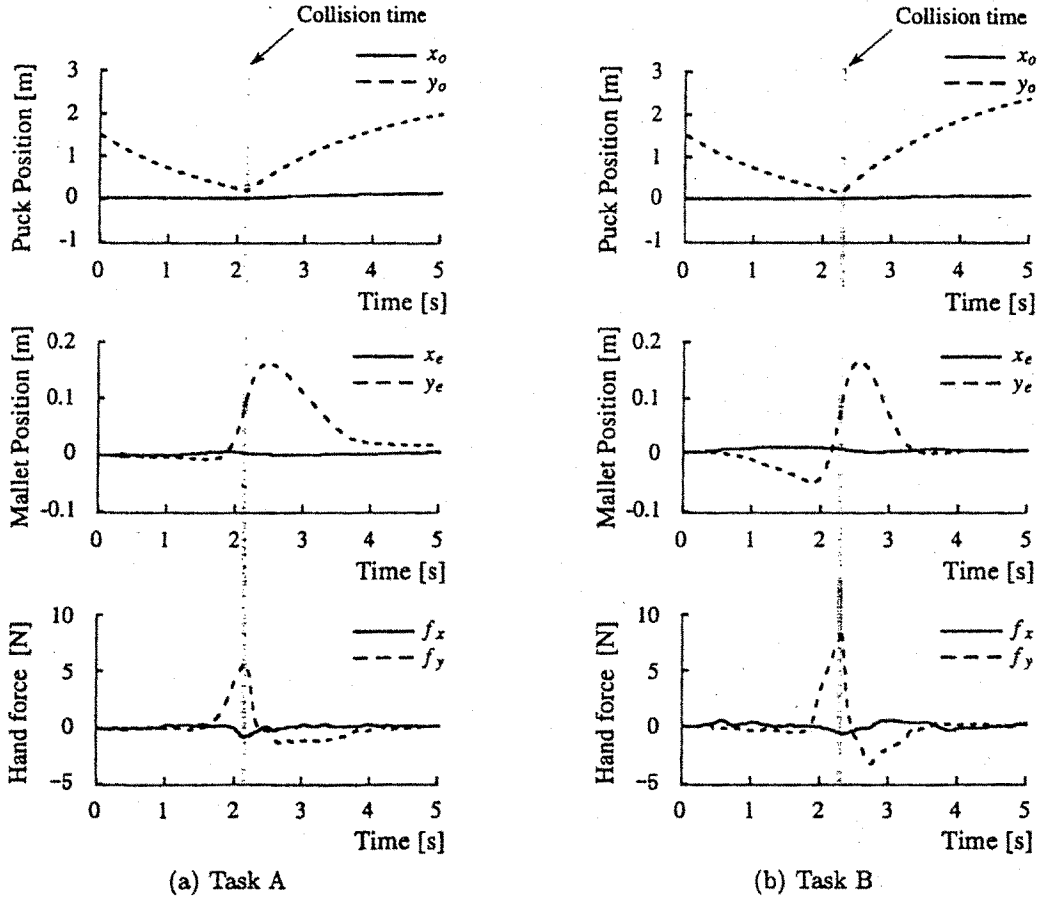 Collision time
x_o
y_o
Puck Position [m]
3
2
1
0
-1
0 1 2 3 4 5
Time [s]
x_e
y_e
Mallet Position [m]
0.2
0.1
0
-0.1
0 1 2 3 4 5
Time [s]
f_x
f_y
Hand force [N]
10
5
0
-5
0 1 2 3 4 5
Time [s]
(a) Task A
Collision time
x_o
y_o
Puck Position [m]
3
2
1
0
-1
0 1 2 3 4 5
Time [s]
x_e
y_e
Mallet Position [m]
0.2
0.1
0
-0.1
0 1 2 3 4 5
Time [s]
f_x
f_y
Hand force [N]
10
5
0
-5
0 1 2 3 4 5
Time [s]
(b) Task B